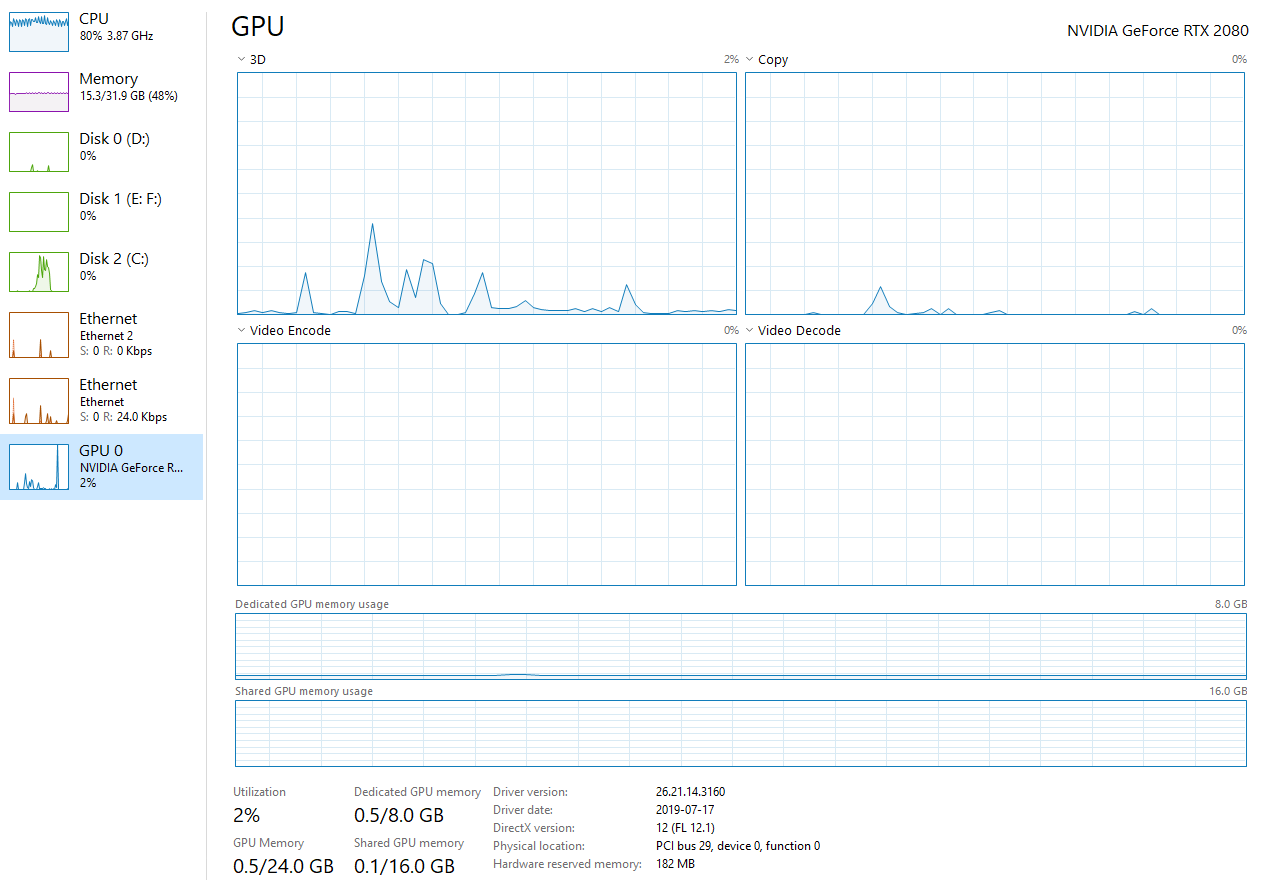 CPU
80% 3.87 GHz
Memory
15.3/31.9 GB (48%)
Disk 0 (D:)
0%
Disk 1 (E: F:)
0%
Disk 2 (C:)
0%
Ethernet
Ethernet 2
S: 0 R: 0 Kbps
Ethernet
Ethernet
S: 0 R: 24.0 Kbps
GPU 0
NVIDIA GeForce R...
2%
GPU
NVIDIA GeForce RTX 2080
3D 2%
Copy 0%
Video Encode 0%
Video Decode 0%
Dedicated GPU memory usage 8.0 GB
Shared GPU memory usage 16.0 GB
Utilization
2%
Dedicated GPU memory
0.5/8.0 GB
GPU Memory
0.5/24.0 GB
Shared GPU memory
0.1/16.0 GB
Driver version: 26.21.14.3160
Driver date: 2019-07-17
DirectX version: 12 (FL 12.1)
Physical location: PCI bus 29, device 0, function 0
Hardware reserved memory: 182 MB